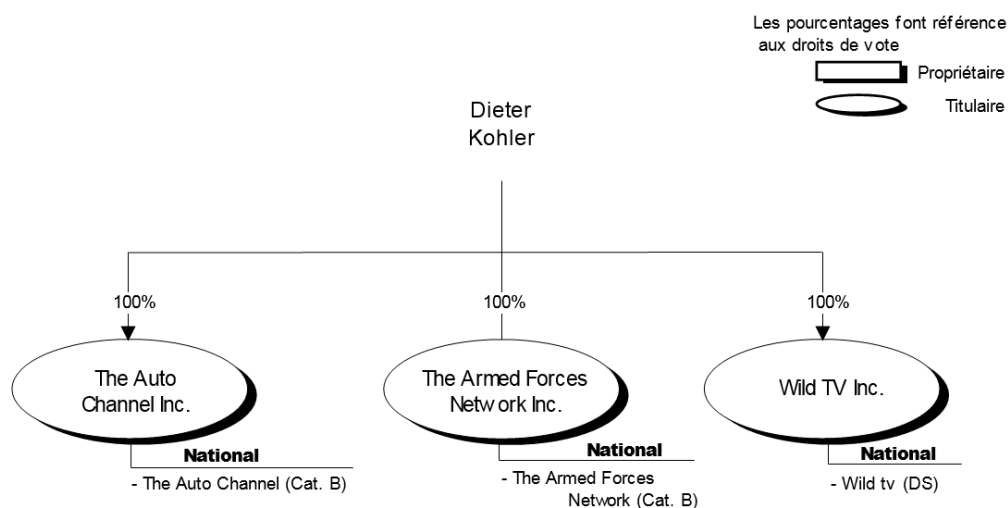 Les pourcentages font référence
aux droits de vote
Propriétaire
Titulaire
Dieter
Kohler
100%
100%
100%
The Auto
Channel Inc.
The Armed Forces
Network Inc.
Wild TV Inc.
National
- The Auto Channel (Cat. B)
National
- The Armed Forces
Network (Cat. B)
National
- Wild tv (DS)